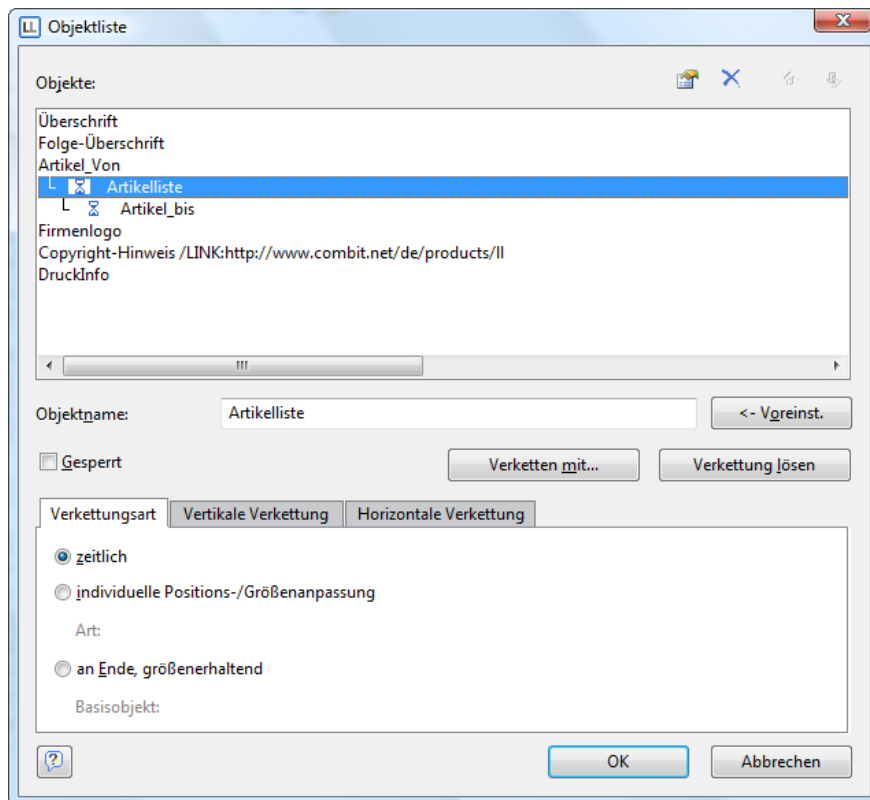 LL Objektliste
Objekte:
Überschrift
Folge-Überschrift
Artikel_Von
Artikelliste
Artikel_bis
Firmenlogo
Copyright-Hinweis /LINK:http://www.combit.net/de/products/ll
DruckInfo
Objektname: Artikelliste <- Voreinst.
Gesperrt Verketten mit... Verkettung lösen
Verkettungsart Vertikale Verkettung Horizontale Verkettung
zeitlich
individuelle Positions-/Größenanpassung
Art:
an Ende, größenerhaltend
Basisobjekt:
? OK Abbrechen